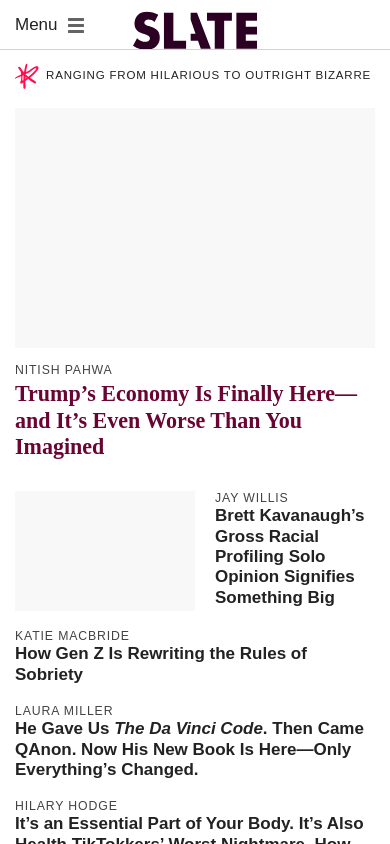 Menu
SLATE
RANGING FROM HILARIOUS TO OUTRIGHT BIZARRE
NITISH PAHWA
Trump’s Economy Is Finally Here—
and It’s Even Worse Than You
Imagined
JAY WILLIS
Brett Kavanaugh’s
Gross Racial
Profiling Solo
Opinion Signifies
Something Big
KATIE MACBRIDE
How Gen Z Is Rewriting the Rules of
Sobriety
LAURA MILLER
He Gave Us The Da Vinci Code. Then Came
QAnon. Now His New Book Is Here—Only
Everything’s Changed.
HILARY HODGE
It’s an Essential Part of Your Body. It’s Also
Health TikTokkers’ Worst Nightmare. How